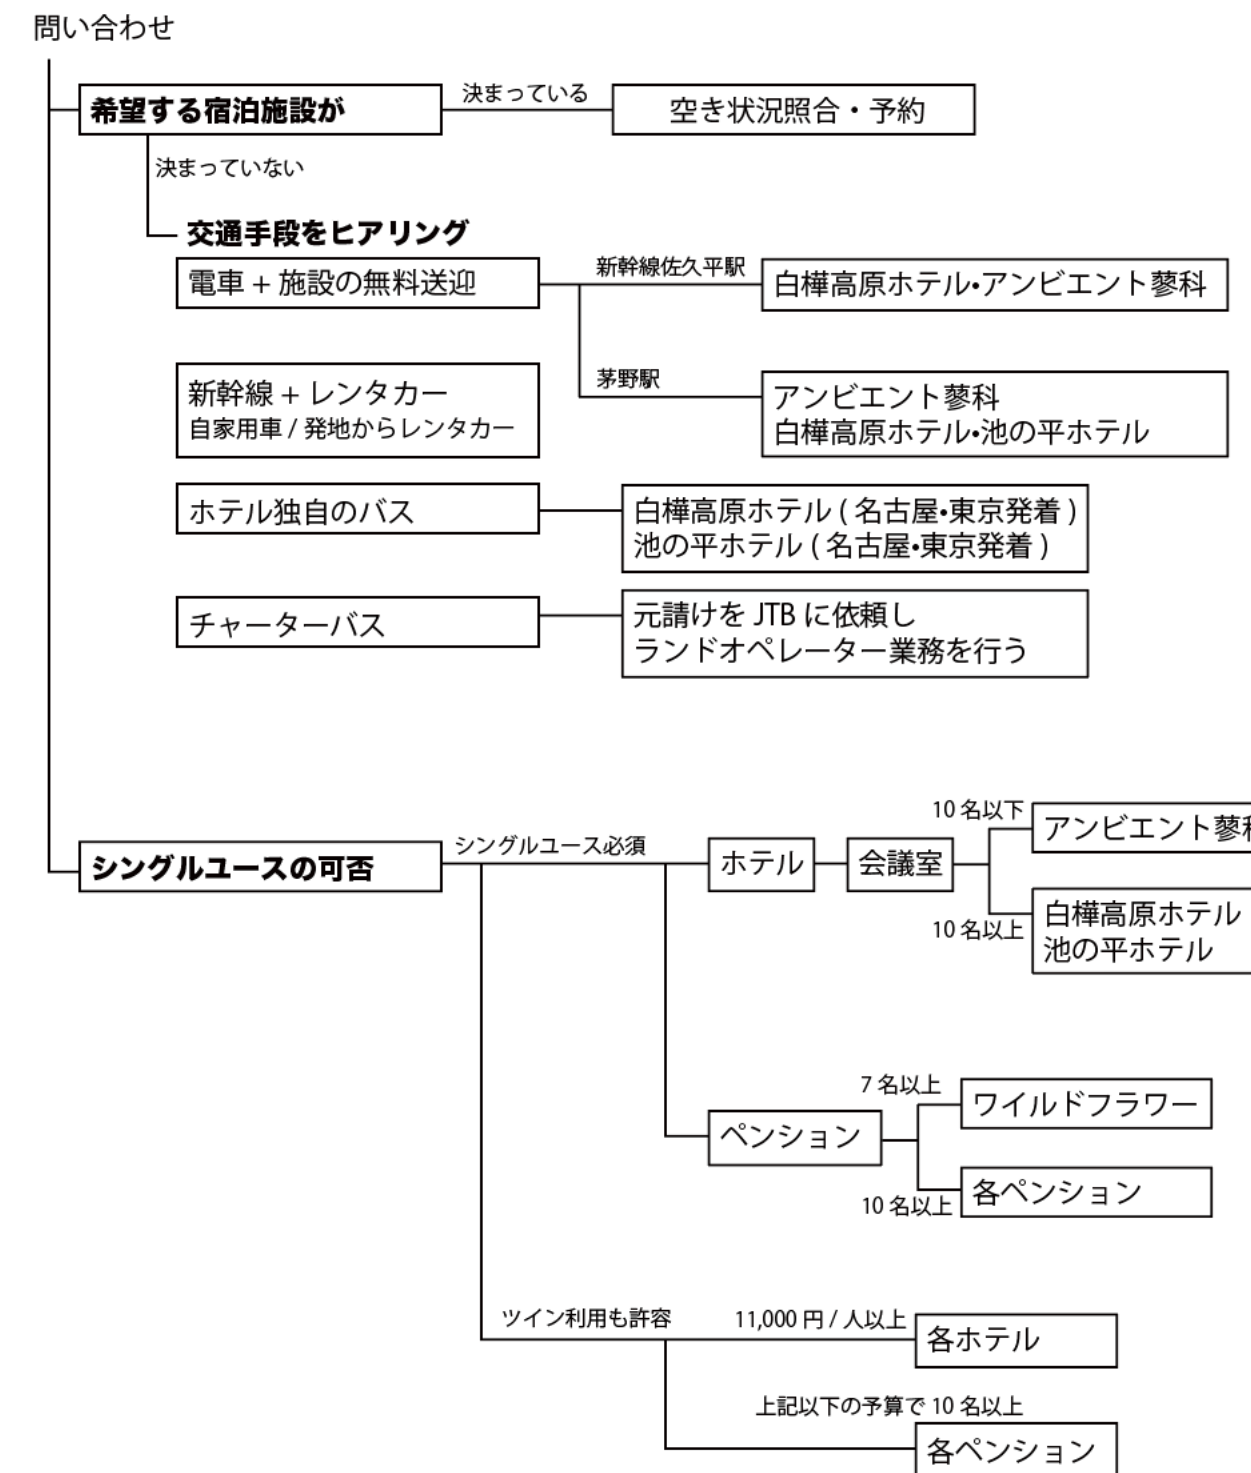 問い合わせ
希望する宿泊施設が
決まっている
空き状況照合・予約
決まっていない
交通手段をヒアリング
電車 + 施設の無料送迎
新幹線佐久平駅
白樺高原ホテル•アンビエント蓼科
茅野駅
アンビエント蓼科
白樺高原ホテル•池の平ホテル
新幹線 + レンタカー
自家用車 / 発地からレンタカー
ホテル独自のバス
白樺高原ホテル ( 名古屋•東京発着 )
池の平ホテル ( 名古屋•東京発着 )
チャーターバス
元請けを JTB に依頼し
ランドオペレーター業務を行う
シングルユースの可否
シングルユース必須
ホテル
会議室
10 名以下
アンビエント蓼科
10 名以上
白樺高原ホテル
池の平ホテル
ペンション
7 名以上
ワイルドフラワー
10 名以上
各ペンション
ツイン利用も許容
11,000 円 / 人以上
各ホテル
上記以下の予算で 10 名以上
各ペンション